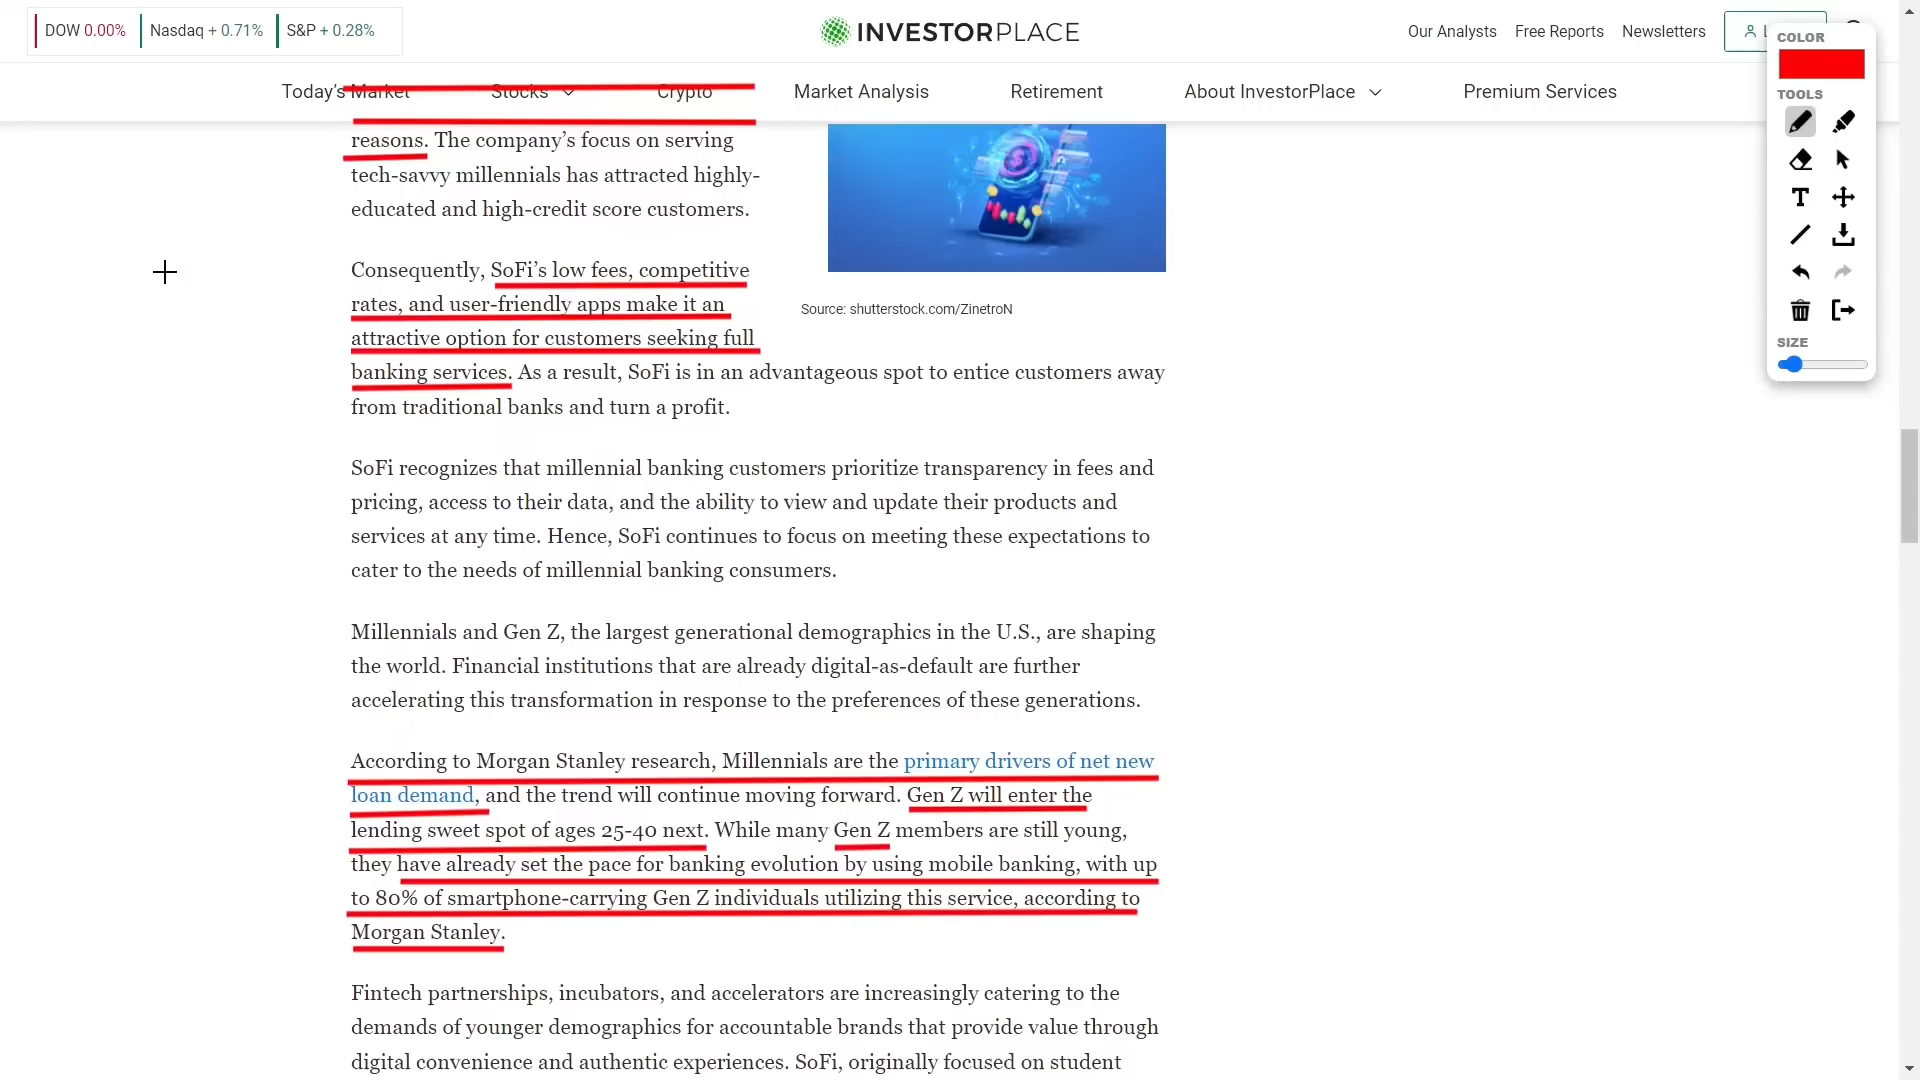 DOW 0.00% Nasdaq + 0.71% S&P + 0.28%
INVESTORPLACE
Our Analysts Free Reports Newsletters
Today's Market Stocks Crypto Market Analysis Retirement About InvestorPlace Premium Services
COLOR
TOOLS
T
SIZE
reasons. The company's focus on serving
tech-savvy millennials has attracted highly-
educated and high-credit score customers.
Consequently, SoFi's low fees, competitive
rates, and user-friendly apps make it an
attractive option for customers seeking full
banking services. As a result, SoFi is in an advantageous spot to entice customers away
from traditional banks and turn a profit.
Source: shutterstock.com/ZinetroN
SoFi recognizes that millennial banking customers prioritize transparency in fees and
pricing, access to their data, and the ability to view and update their products and
services at any time. Hence, SoFi continues to focus on meeting these expectations to
cater to the needs of millennial banking consumers.
Millennials and Gen Z, the largest generational demographics in the U.S., are shaping
the world. Financial institutions that are already digital-as-default are further
accelerating this transformation in response to the preferences of these generations.
According to Morgan Stanley research, Millennials are the primary drivers of net new
loan demand, and the trend will continue moving forward. Gen Z will enter the
lending sweet spot of ages 25-40 next. While many Gen Z members are still young,
they have already set the pace for banking evolution by using mobile banking, with up
to 80% of smartphone-carrying Gen Z individuals utilizing this service, according to
Morgan Stanley.
Fintech partnerships, incubators, and accelerators are increasingly catering to the
demands of younger demographics for accountable brands that provide value through
digital convenience and authentic experiences. SoFi, originally focused on student